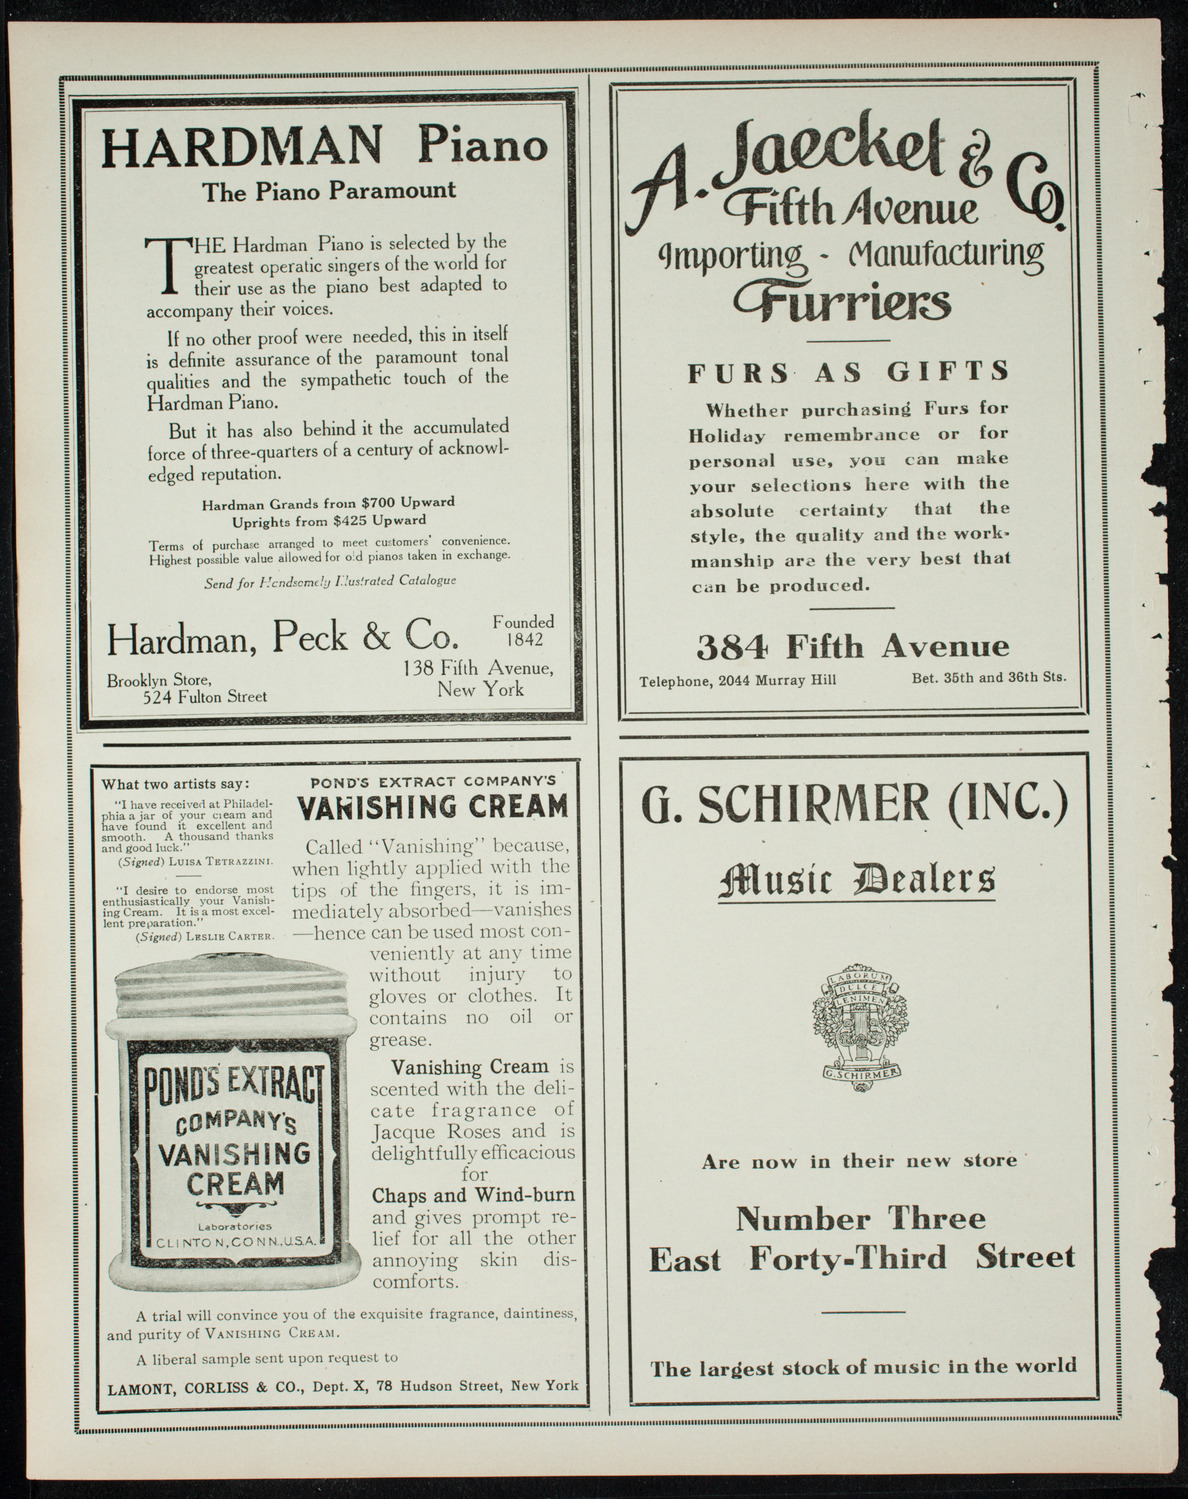 HARDMAN Piano
The Piano Paramount
THE Hardman Piano is selected by the
greatest operatic singers of the world for
their use as the piano best adapted to
accompany their voices.
If no other proof were needed, this in itself
is definite assurance of the paramount tonal
qualities and the sympathetic touch of the
Hardman Piano.
But it has also behind it the accumulated
force of three-quarters of a century of acknowl-
edged reputation.
Hardman Grands from $700 Upward
Uprights from $425 Upward
Terms of purchase arranged to meet customers' convenience.
Highest possible value allowed for old pianos taken in exchange.
Send for Handsomely Illustrated Catalogue
Hardman, Peck & Co.
Founded
1842
138 Fifth Avenue,
New York
Brooklyn Store,
524 Fulton Street
A. Jaeckel & Co.
Fifth Avenue
Importing - Manufacturing
Furriers
FURS AS GIFTS
Whether purchasing Furs for
Holiday remembrance or for
personal use, you can make
your selections here with the
absolute certainty that the
style, the quality and the work-
manship are the very best that
can be produced.
384 Fifth Avenue
Telephone, 2044 Murray Hill Bet. 35th and 36th Sts.
What two artists say:
"I have received at Philadel-
phia a jar of your cream and
have found it excellent and
smooth. A thousand thanks
and good luck."
(Signed) LUISA TETRAZZINI.
"I desire to endorse most
enthusiastically your Vanish-
ing Cream. It is a most excel-
lent preparation."
(Signed) LESLIE CARTER.
POND'S EXTRACT COMPANY'S
VANISHING CREAM
Called "Vanishing" because,
when lightly applied with the
tips of the fingers, it is im-
mediately absorbed—vanishes
—hence can be used most con-
veniently at any time
without injury to
gloves or clothes. It
contains no oil or
grease.
Vanishing Cream is
scented with the deli-
cate fragrance of
Jacque Roses and is
delightfully efficacious
for
Chaps and Wind-burn
and gives prompt re-
lief for all the other
annoying skin dis-
comforts.
POND'S EXTRACT
COMPANY'S
VANISHING
CREAM
Laboratories
CLINTON, CONN., U.S.A.
A trial will convince you of the exquisite fragrance, daintiness,
and purity of VANISHING CREAM.
A liberal sample sent upon request to
LAMONT, CORLISS & CO., Dept. X, 78 Hudson Street, New York
G. SCHIRMER (INC.)
Music Dealers
LABORUM
DULCE
LENIMEN
G. SCHIRMER
Are now in their new store
Number Three
East Forty-Third Street
The largest stock of music in the world